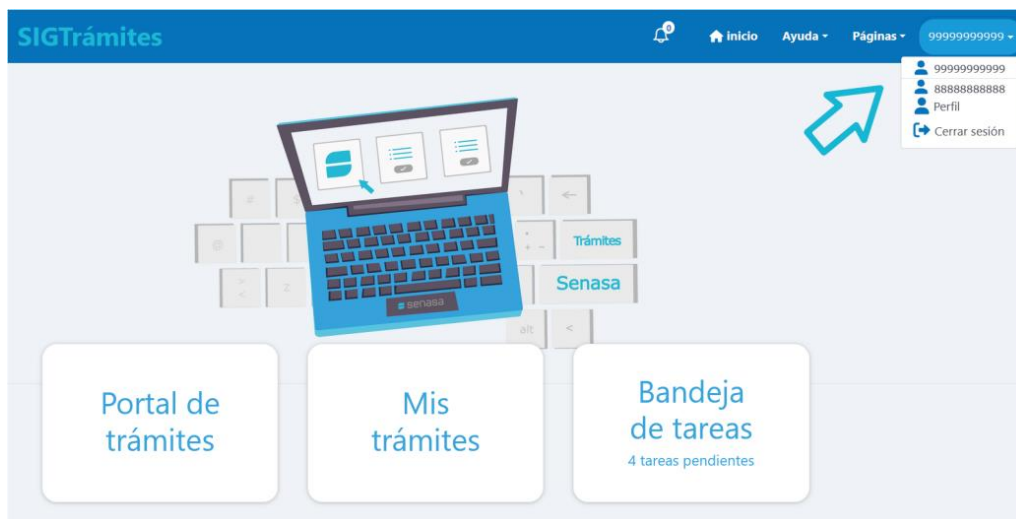 SIGTrámites
0
inicio
Ayuda
Páginas
99999999999
99999999999
88888888888
Perfil
Cerrar sesión
Trámites
Senasa
senasa
alt
<
@
z
Portal de
trámites
Mis
trámites
Bandeja
de tareas
4 tareas pendientes